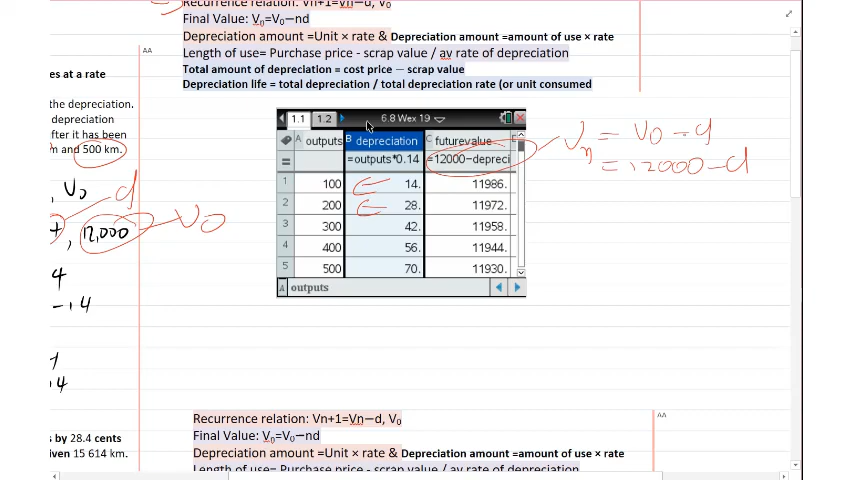 Recurrence relation: Vn+1=Vn−d, V0
Final Value: V0=V0−nd
Depreciation amount =Unit × rate & Depreciation amount =amount of use × rate
Length of use= Purchase price - scrap value / av rate of depreciation
Total amount of depreciation = cost price − scrap value
Depreciation life = total depreciation / total depreciation rate (or unit consumed
AA
es at a rate
the depreciation.
depreciation
fter it has been
m and 500 km.
, V0
d
, 12,000
V0
4
-.4
.4
1.1 1.2 6.8 Wex 19
A outputs B depreciation C futurevalue
= =outputs*0.14 =12000−depreci
1 100 14. 11986.
2 200 28. 11972.
3 300 42. 11958.
4 400 56. 11944.
5 500 70. 11930.
A outputs
Vn = V0 - d
= 12000 - d
Recurrence relation: Vn+1=Vn−d, V0
AA
Final Value: V0=V0−nd
s by 28.4 cents
Depreciation amount =Unit × rate & Depreciation amount =amount of use × rate
iven 15 614 km.
Length of use= Purchase price - scrap value / av rate of depreciation